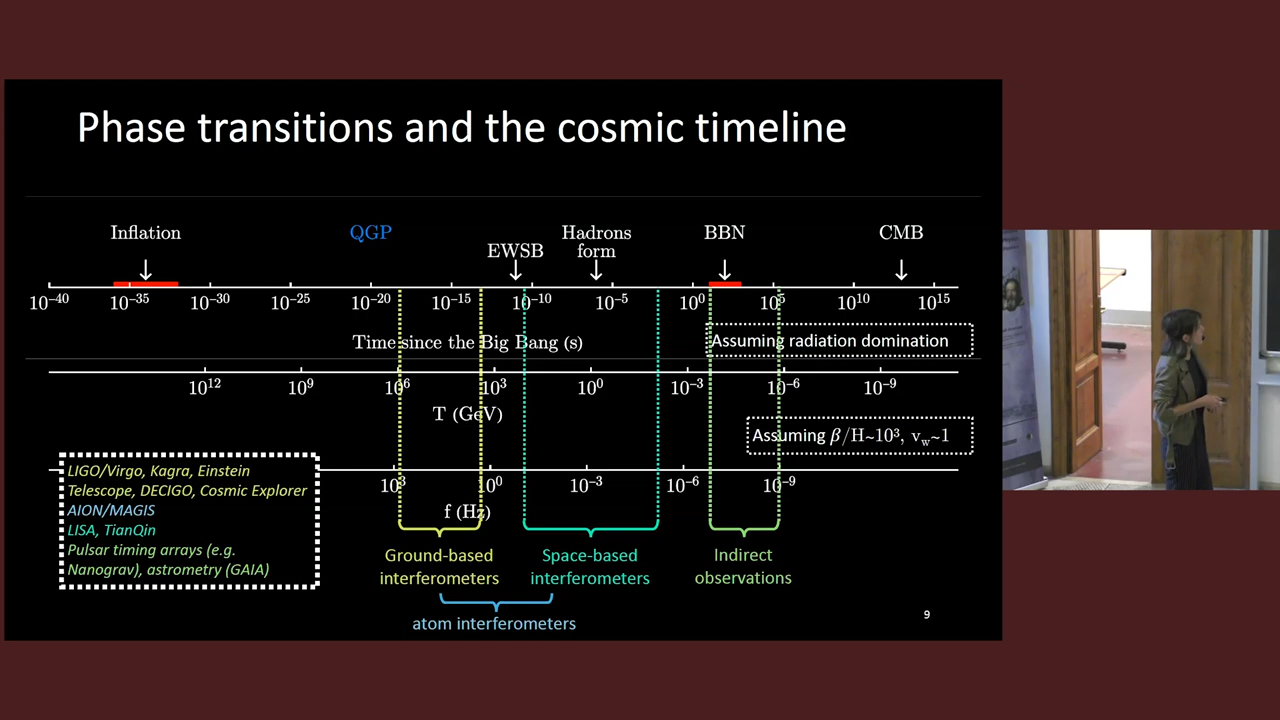 Phase transitions and the cosmic timeline
Inflation
QGP
EWSB
Hadrons
form
BBN
CMB
10⁻⁴⁰ 10⁻³⁵ 10⁻³⁰ 10⁻²⁵ 10⁻²⁰ 10⁻¹⁵ 10⁻¹⁰ 10⁻⁵ 10⁰ 10⁵ 10¹⁰ 10¹⁵
Time since the Big Bang (s)
Assuming radiation domination
10¹² 10⁹ 10⁶ 10³ 10⁰ 10⁻³ 10⁻⁶ 10⁻⁹
T (GeV)
Assuming β/H~10³, v_w~1
LIGO/Virgo, Kagra, Einstein
Telescope, DECIGO, Cosmic Explorer
AION/MAGIS
LISA, TianQin
Pulsar timing arrays (e.g.
Nanograv), astrometry (GAIA)
10³ 10⁰ 10⁻³ 10⁻⁶ 10⁻⁹
f (Hz)
Ground-based
interferometers
Space-based
interferometers
Indirect
observations
atom interferometers
9